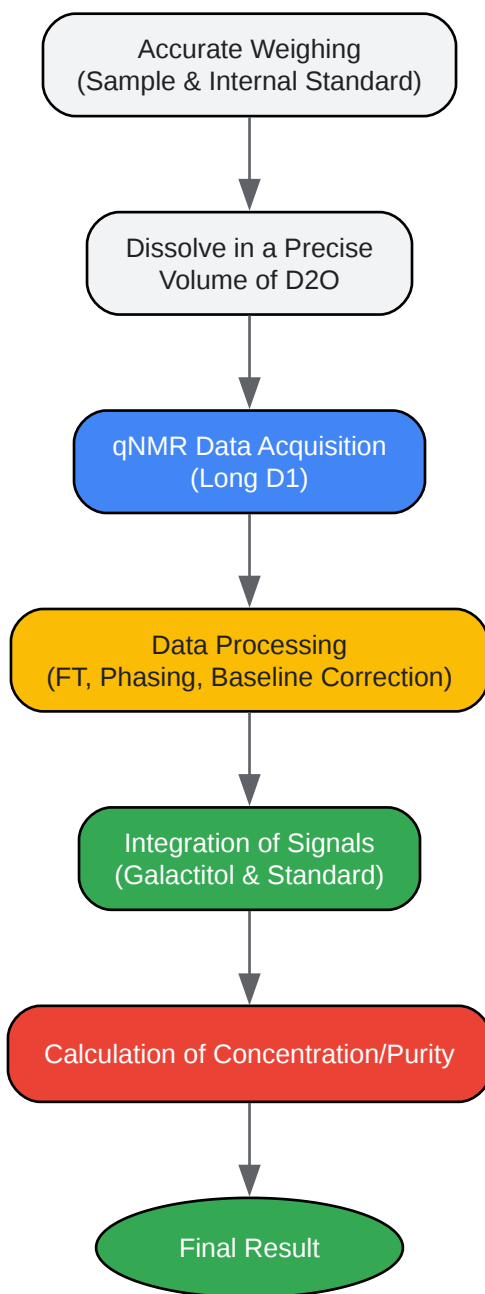 Accurate Weighing
(Sample & Internal Standard)
Dissolve in a Precise
Volume of D2O
qNMR Data Acquisition
(Long D1)
Data Processing
(FT, Phasing, Baseline Correction)
Integration of Signals
(Galactitol & Standard)
Calculation of Concentration/Purity
Final Result